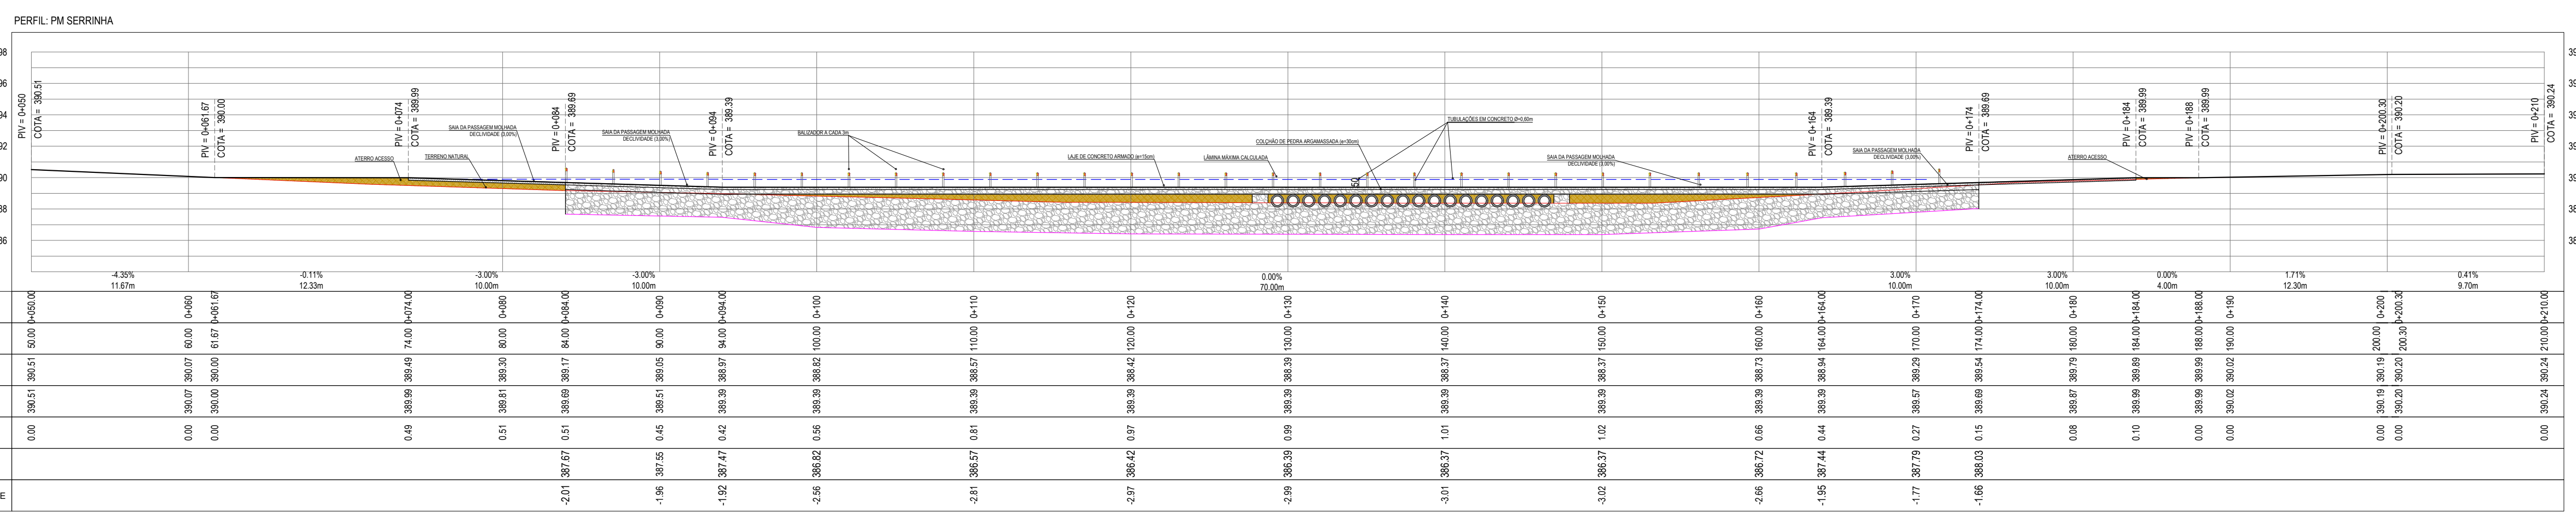 PERFIL: PM SERRINHA
PIV = 0+050
COTA = 390.51
PIV = 0+061.67
COTA = 390.00
PIV = 0+074
COTA = 389.99
PIV = 0+084
COTA = 389.69
PIV = 0+094
COTA = 389.39
PIV = 0+164
COTA = 389.39
PIV = 0+174
COTA = 389.69
PIV = 0+184
COTA = 389.99
PIV = 0+188
COTA = 389.99
PIV = 0+200.30
COTA = 390.20
PIV = 0+210
COTA = 390.24
ATERRO ACESSO
TERRENO NATURAL
SAIA DA PASSAGEM MOLHADA
DECLIVIDADE (3,00%)
SAIA DA PASSAGEM MOLHADA
DECLIVIDADE (3,00%)
BALIZADOR A CADA 3m
LAJE DE CONCRETO ARMADO (e=15cm)
LÂMINA MÁXIMA CALCULADA
COLCHÃO DE PEDRA ARGAMASSADA (e=30cm)
TUBULAÇÕES EM CONCRETO Ø=0,60m
50
SAIA DA PASSAGEM MOLHADA
DECLIVIDADE (3,00%)
SAIA DA PASSAGEM MOLHADA
DECLIVIDADE (3,00%)
ATERRO ACESSO
-4.35% -0.11% -3.00% -3.00% 0.00% 3.00% 3.00% 0.00% 1.71% 0.41%
11.67m 12.33m 10.00m 10.00m 70.00m 10.00m 10.00m 4.00m 12.30m 9.70m
0+050.00 0+060 0+061.67 0+074.00 0+080 0+084.00 0+090 0+094.00 0+100 0+110 0+120 0+130 0+140 0+150 0+160 0+164.00 0+170 0+174.00 0+180 0+184.00 0+188.00 0+190 0+200 0+200.30 0+210.00
50.00 60.00 61.67 74.00 80.00 84.00 90.00 94.00 100.00 110.00 120.00 130.00 140.00 150.00 160.00 164.00 170.00 174.00 180.00 184.00 188.00 190.00 200.00 200.30 210.00
390.51 390.07 390.00 389.49 389.30 389.17 389.05 388.97 388.82 388.57 388.42 388.39 388.37 388.37 388.73 388.94 389.29 389.54 389.79 389.89 389.99 390.02 390.19 390.20 390.24
390.51 390.07 390.00 389.99 389.81 389.69 389.51 389.39 389.39 389.39 389.39 389.39 389.39 389.39 389.39 389.39 389.57 389.69 389.87 389.99 389.99 390.02 390.19 390.20 390.24
0.00 0.00 0.00 0.49 0.51 0.51 0.45 0.42 0.56 0.81 0.97 0.99 1.01 1.02 0.66 0.44 0.27 0.15 0.08 0.10 0.00 0.00 0.00 0.00 0.00
387.67 387.55 387.47 386.82 386.57 386.42 386.39 386.37 386.37 386.72 387.44 387.79 388.03
E -2.01 -1.96 -1.92 -2.56 -2.81 -2.97 -2.99 -3.01 -3.02 -2.66 -1.95 -1.77 -1.66